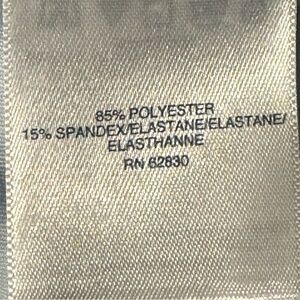 85% POLYESTER
15% SPANDEX/ELASTANE/ELASTANE/
ELASTHANNE
RN 62830